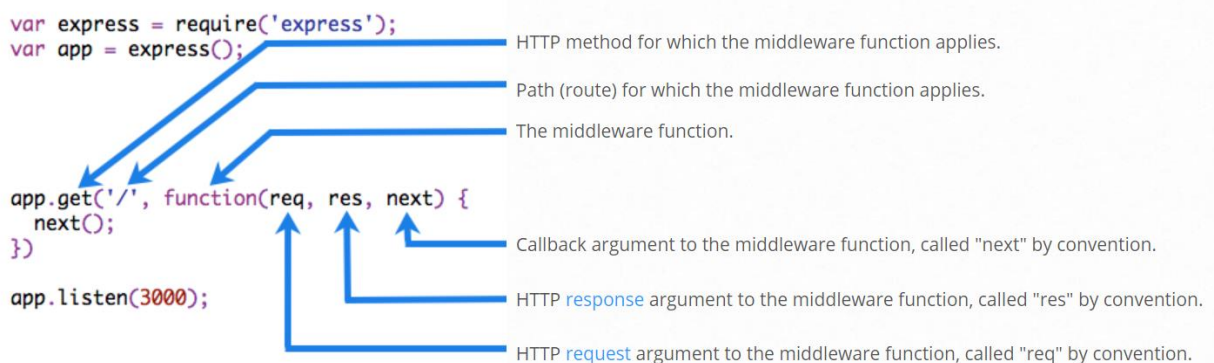 var express = require('express');
var app = express();
HTTP method for which the middleware function applies.
Path (route) for which the middleware function applies.
The middleware function.
app.get('/', function(req, res, next) {
next();
})
Callback argument to the middleware function, called "next" by convention.
app.listen(3000);
HTTP response argument to the middleware function, called "res" by convention.
HTTP request argument to the middleware function, called "req" by convention.